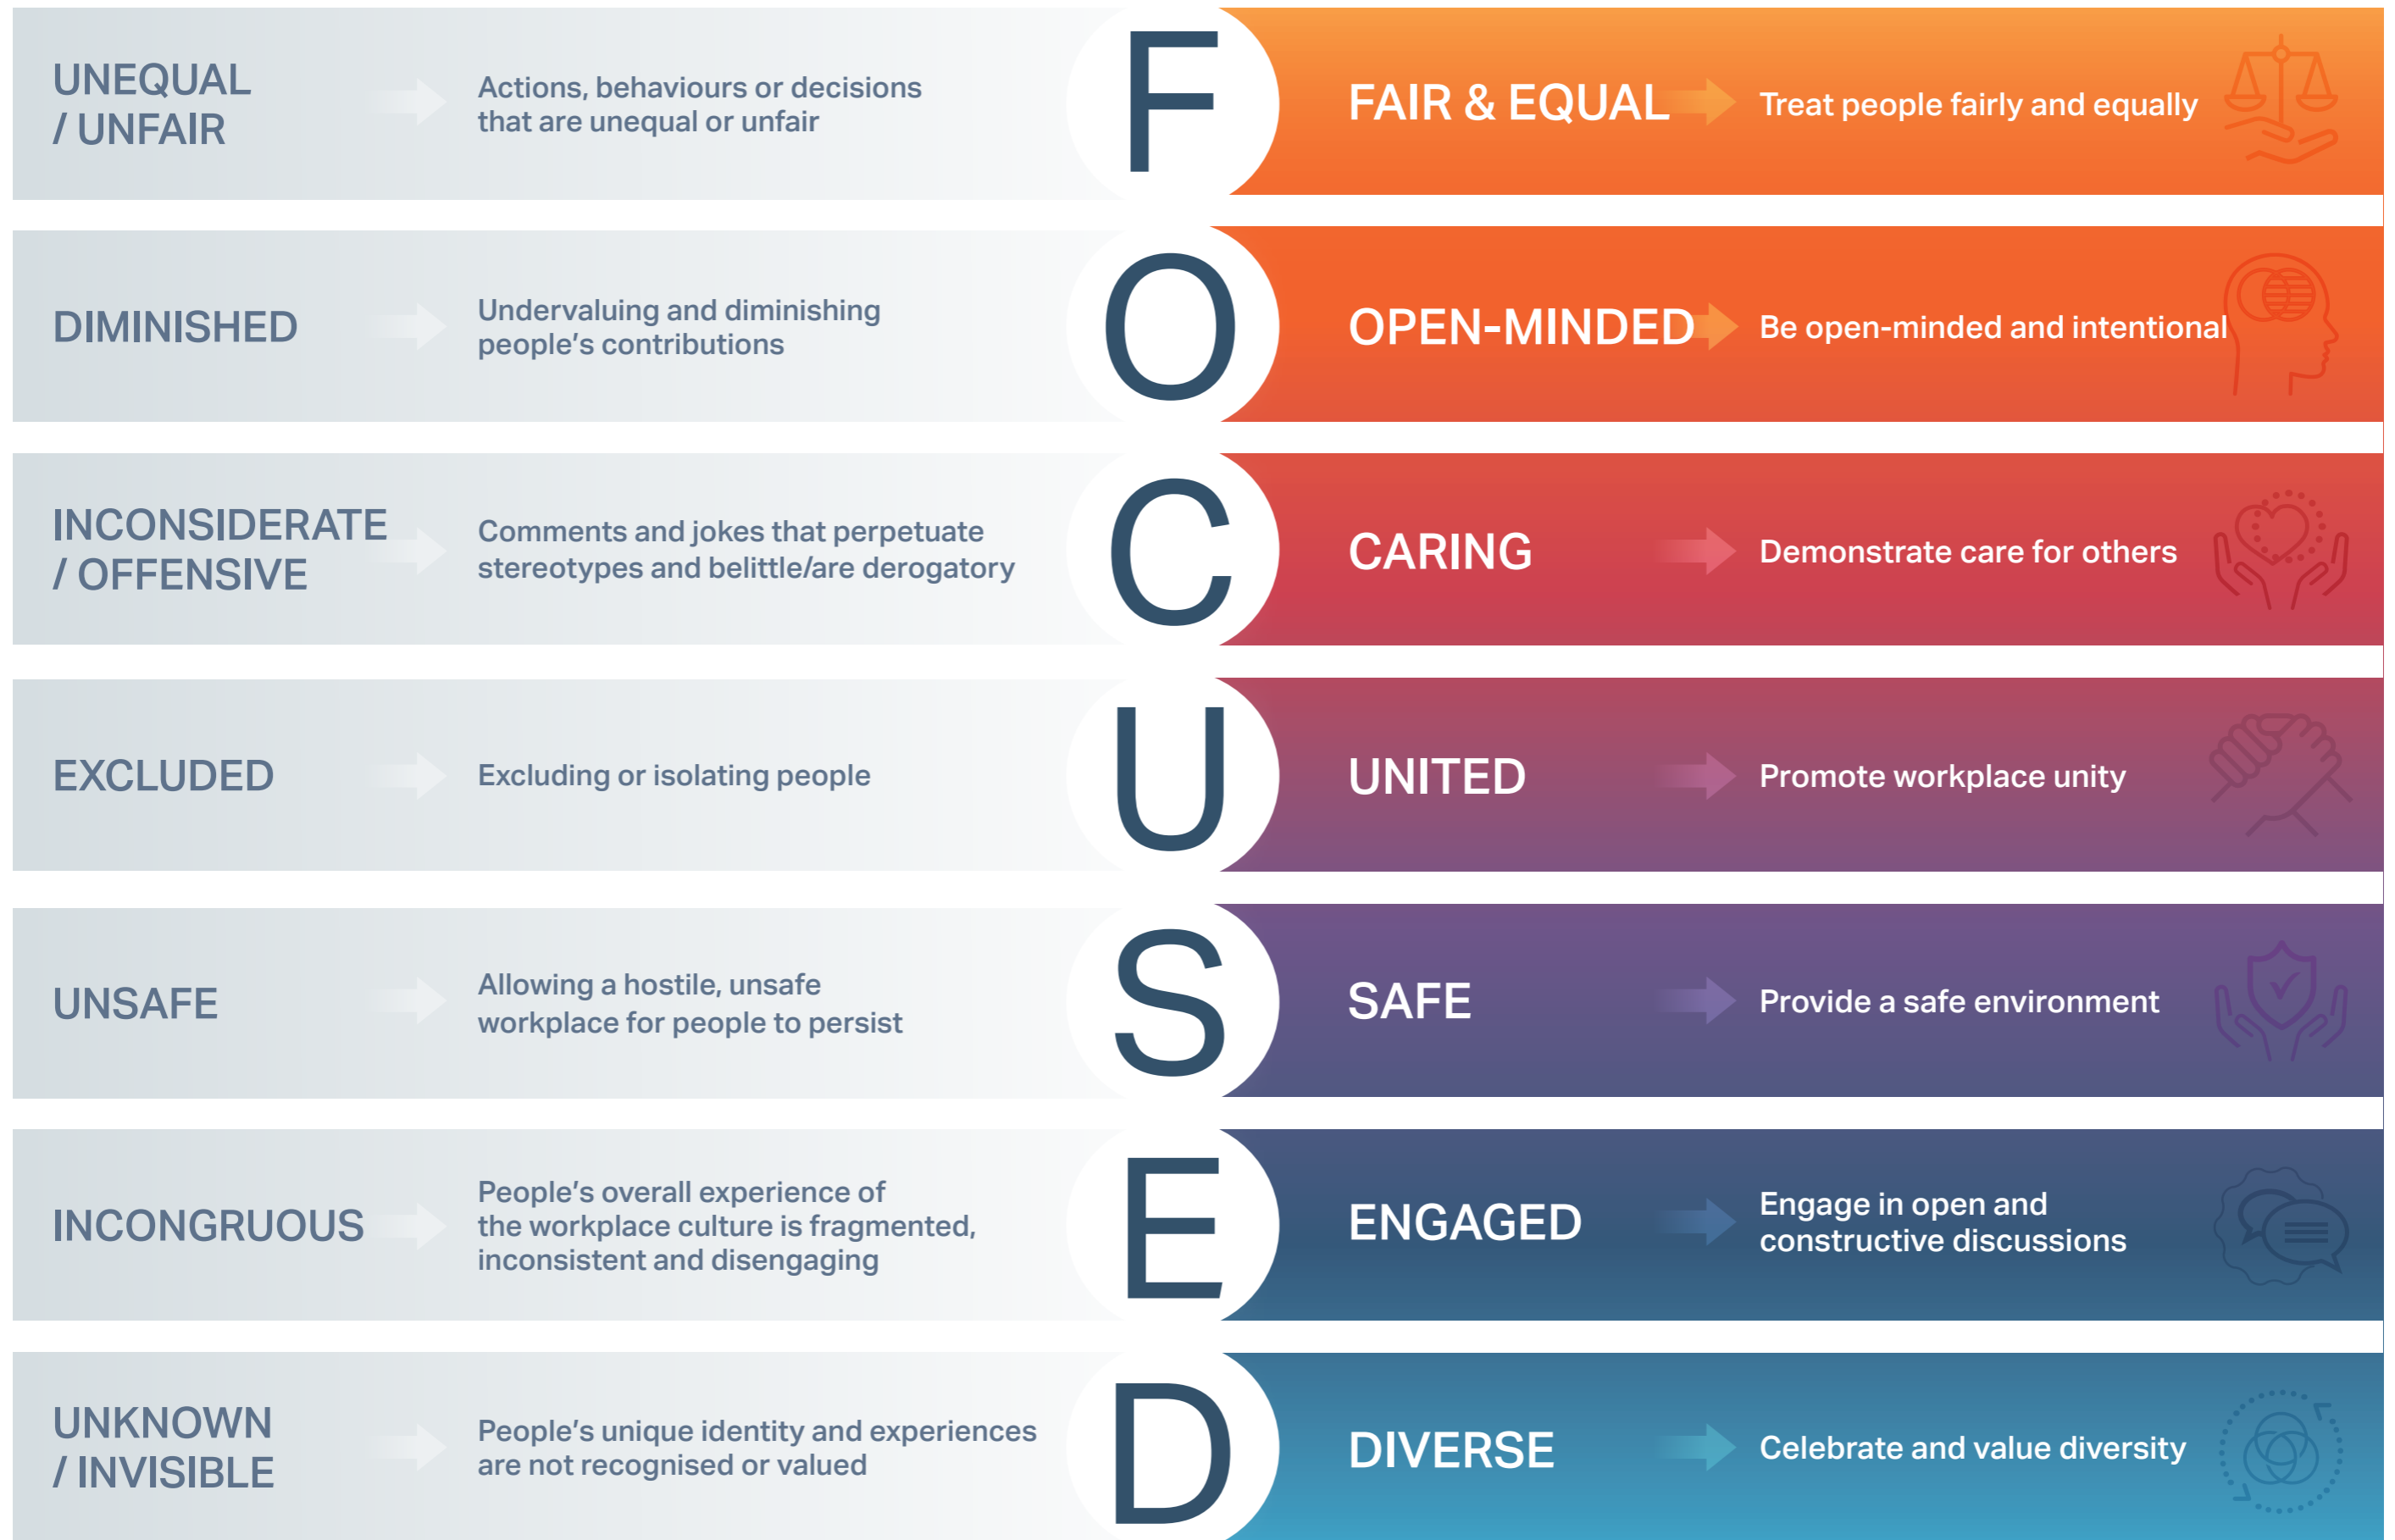 UNEQUAL
/ UNFAIR
Actions, behaviours or decisions
that are unequal or unfair
F
FAIR & EQUAL
Treat people fairly and equally
DIMINISHED
Undervaluing and diminishing
people's contributions
O
OPEN-MINDED
Be open-minded and intentional
INCONSIDERATE
/ OFFENSIVE
Comments and jokes that perpetuate
stereotypes and belittle/are derogatory
C
CARING
Demonstrate care for others
EXCLUDED
Excluding or isolating people
U
UNITED
Promote workplace unity
UNSAFE
Allowing a hostile, unsafe
workplace for people to persist
S
SAFE
Provide a safe environment
INCONGRUOUS
People's overall experience of
the workplace culture is fragmented,
inconsistent and disengaging
E
ENGAGED
Engage in open and
constructive discussions
UNKNOWN
/ INVISIBLE
People's unique identity and experiences
are not recognised or valued
D
DIVERSE
Celebrate and value diversity